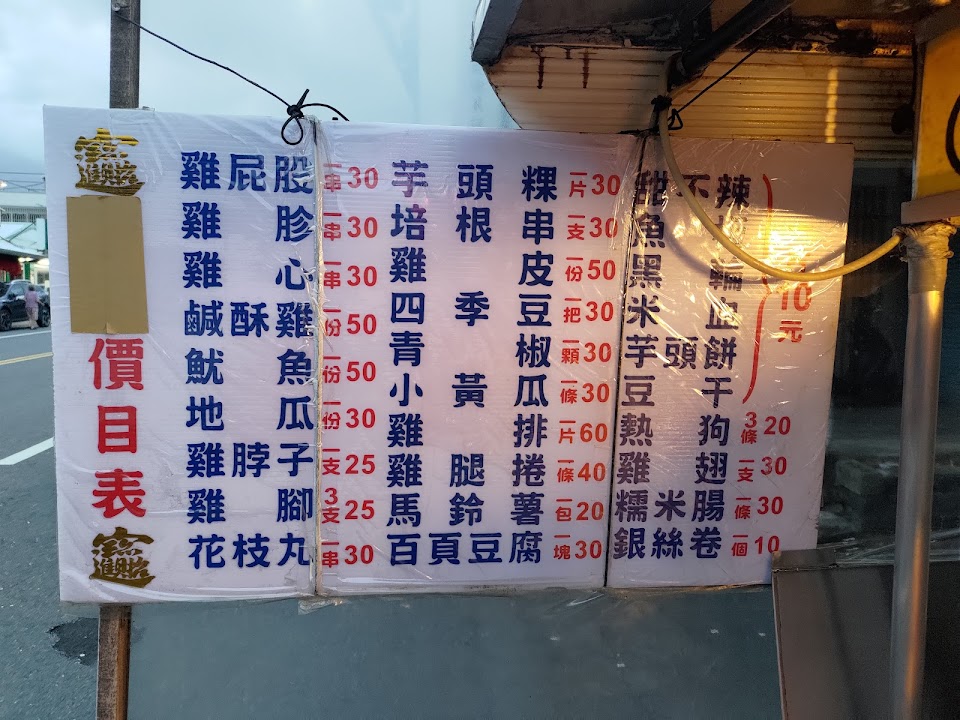 招財進寶
價目表
招財進寶
雞屁股 一串30
雞胗 一串30
雞心 一串30
鹹酥雞 一份50
魷魚 一份50
地瓜 一份30
雞脖子 一支25
雞腳 3支25
花枝丸 一串30
芋頭粿 一片30
培根串 一支30
雞皮 一份50
四季豆 一把30
青椒 一顆30
小黃瓜 一條30
雞排 一片60
雞腿捲 一條40
馬鈴薯 一包20
百頁豆腐 一塊30
甜不辣
魚
黑輪
米血
芋頭餅
豆干
10元
熱狗 3條20
雞翅 一支30
糯米腸 一條30
銀絲卷 一個10